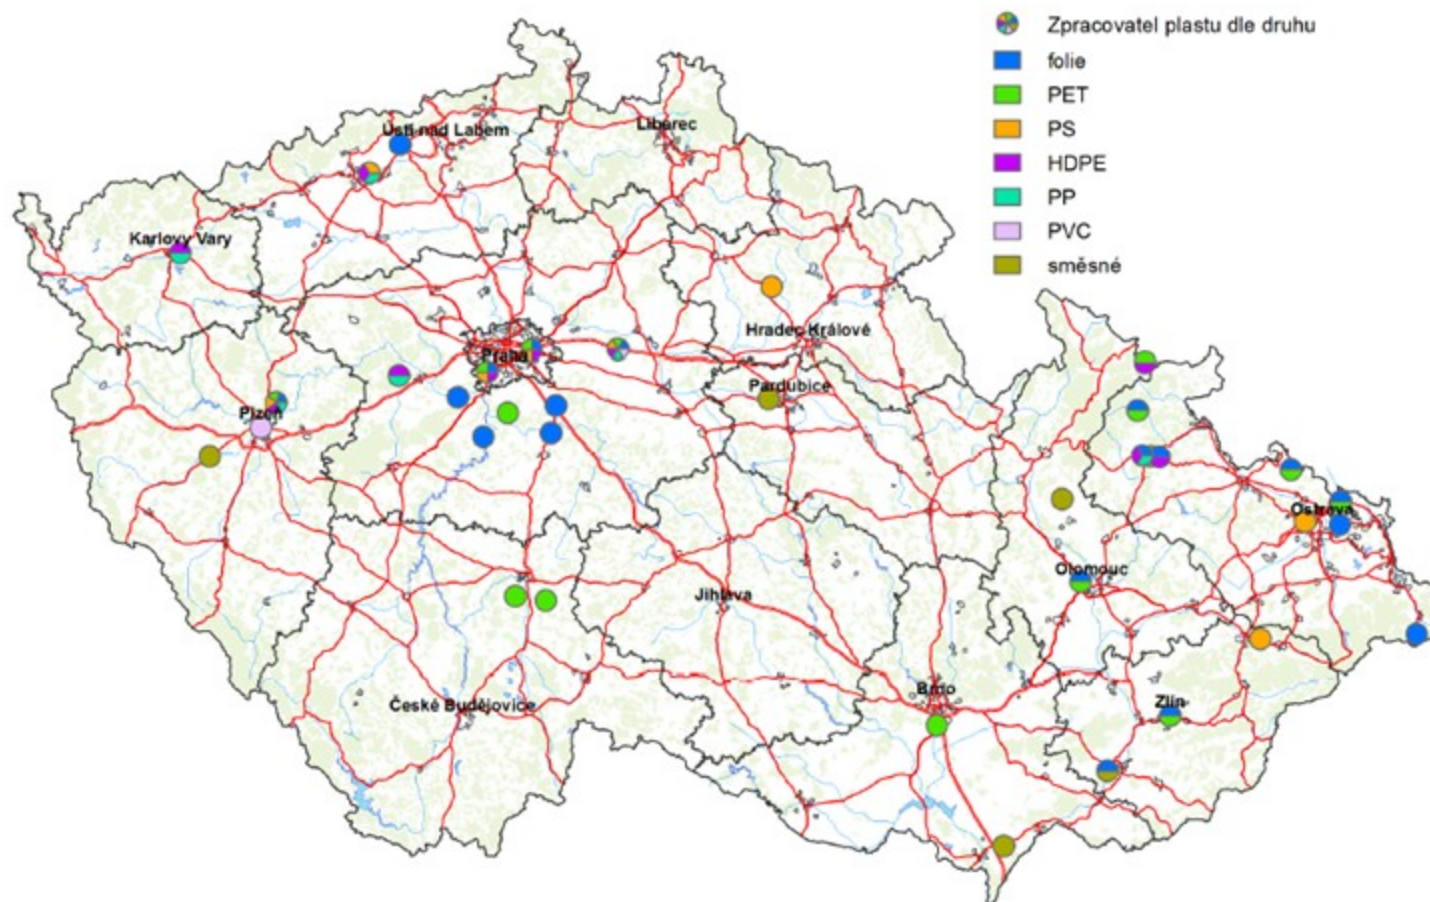 Zpracovatel plastu dle druhu
folie
PET
PS
HDPE
PP
PVC
směsné
Ústí nad Labem
Liberec
Karlovy Vary
Hradec Králové
Praha
Pardubice
Plzeň
Ostrava
Olomouc
Jihlava
Brno
České Budějovice
Zlín